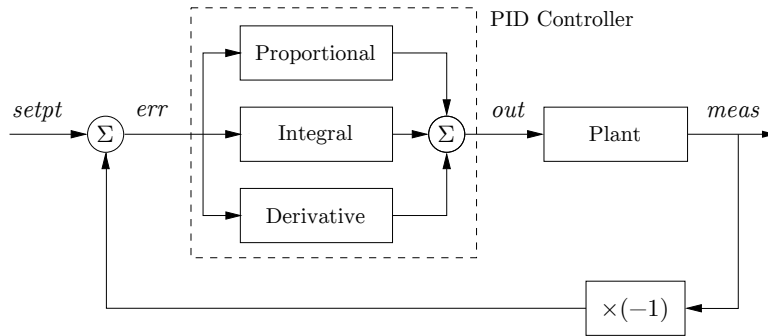 PID Controller
Proportional
setpt
Σ
err
Integral
Σ
out
Plant
meas
Derivative
×(−1)